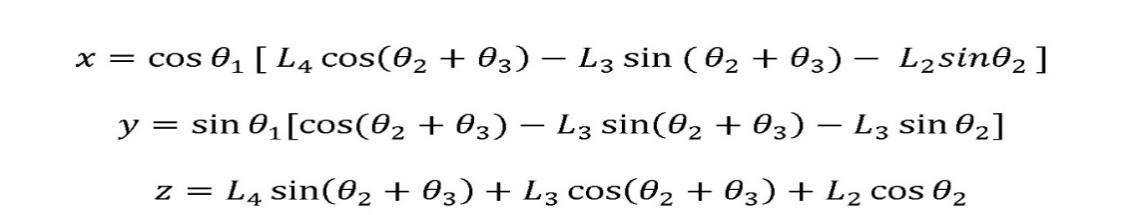 x = cos θ₁ [ L₄ cos(θ₂ + θ₃) − L₃ sin ( θ₂ + θ₃) − L₂sinθ₂ ]
y = sin θ₁[cos(θ₂ + θ₃) − L₃ sin(θ₂ + θ₃) − L₃ sin θ₂]
z = L₄ sin(θ₂ + θ₃) + L₃ cos(θ₂ + θ₃) + L₂ cos θ₂